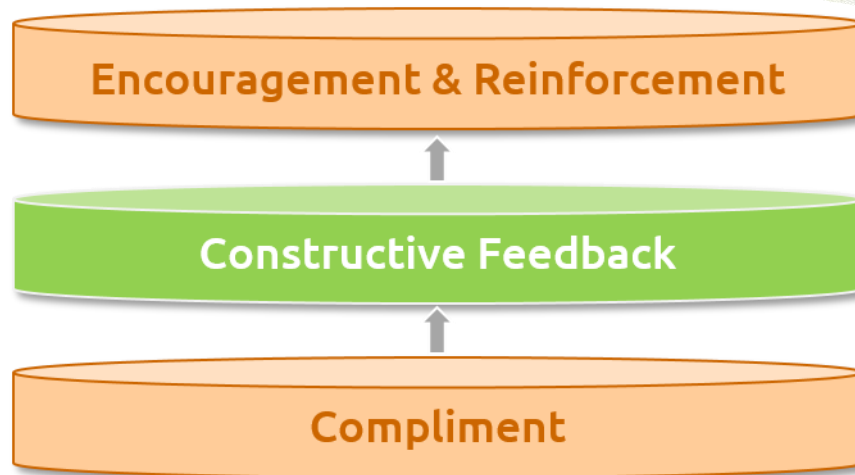 Encouragement & Reinforcement
Constructive Feedback
Compliment